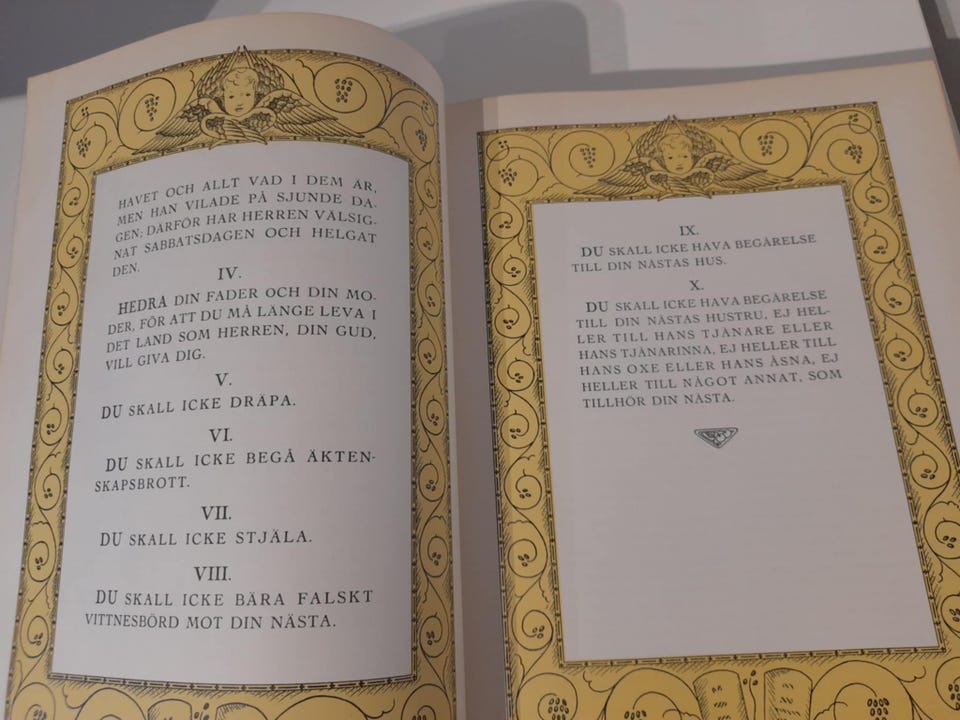 HAVET OCH ALLT VAD I DEM ÄR,
MEN HAN VILADE PÅ SJUNDE DA-
GEN; DÄRFÖR HAR HERREN VÄLSIG-
NAT SABBATSDAGEN OCH HELGAT
DEN.
IV.
HEDRA DIN FADER OCH DIN MO-
DER, FÖR ATT DU MÅ LÄNGE LEVA I
DET LAND SOM HERREN, DIN GUD,
VILL GIVA DIG.
V.
DU SKALL ICKE DRÄPA.
VI.
DU SKALL ICKE BEGÅ ÄKTEN-
SKAPSBROTT.
VII.
DU SKALL ICKE STJÄLA.
VIII.
DU SKALL ICKE BÄRA FALSKT
VITTNESBÖRD MOT DIN NÄSTA.
IX.
DU SKALL ICKE HAVA BEGÄRELSE
TILL DIN NÄSTAS HUS.
X.
DU SKALL ICKE HAVA BEGÄRELSE
TILL DIN NÄSTAS HUSTRU, EJ HEL-
LER TILL HANS TJÄNARE ELLER
HANS TJÄNARINNA, EJ HELLER TILL
HANS OXE ELLER HANS ÅSNA, EJ
HELLER TILL NÅGOT ANNAT, SOM
TILLHÖR DIN NÄSTA.